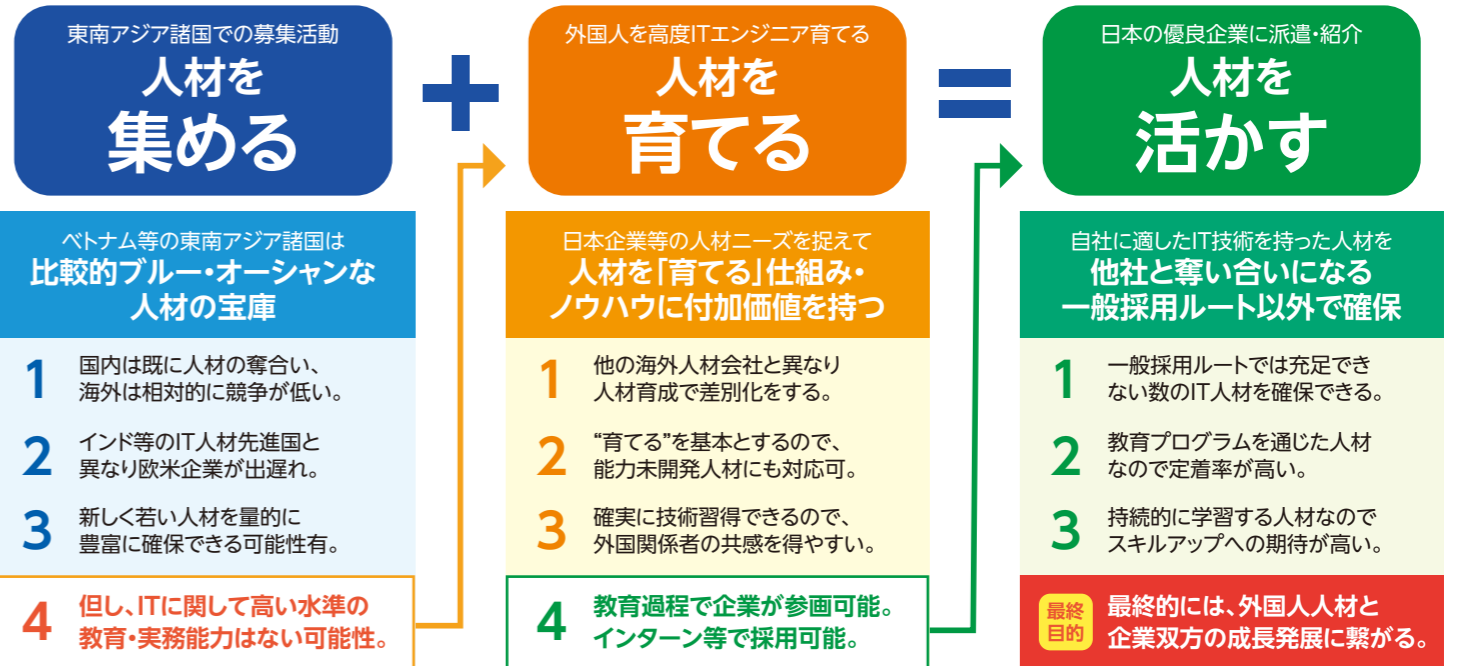 東南アジア諸国での募集活動
人材を
集める
+
外国人を高度ITエンジニア育てる
人材を
育てる
=
日本の優良企業に派遣・紹介
人材を
活かす
ベトナム等の東南アジア諸国は
比較的ブルー・オーシャンな
人材の宝庫
1
国内は既に人材の奪合い、
海外は相対的に競争が低い。
2
インド等のIT人材先進国と
異なり欧米企業が出遅れ。
3
新しく若い人材を量的に
豊富に確保できる可能性有。
4
但し、ITに関して高い水準の
教育・実務能力はない可能性。
日本企業等の人材ニーズを捉えて
人材を「育てる」仕組み・
ノウハウに付加価値を持つ
1
他の海外人材会社と異なり
人材育成で差別化をする。
2
“育てる”を基本とするので、
能力未開発人材にも対応可。
3
確実に技術習得できるので、
外国関係者の共感を得やすい。
4
教育過程で企業が参画可能。
インターン等で採用可能。
自社に適したIT技術を持った人材を
他社と奪い合いになる
一般採用ルート以外で確保
1
一般採用ルートでは充足でき
ない数のIT人材を確保できる。
2
教育プログラムを通じた人材
なので定着率が高い。
3
持続的に学習する人材なので
スキルアップへの期待が高い。
最終
目的
最終的には、外国人人材と
企業双方の成長発展に繋がる。